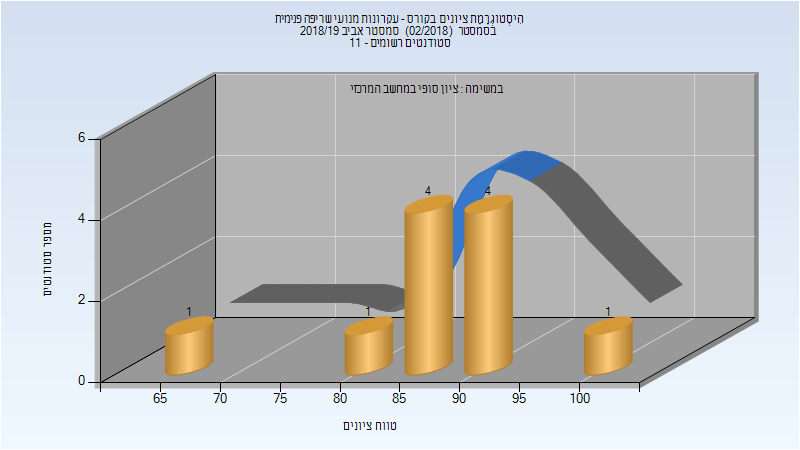 הִיסְטוֹגְרָמַת ציונים בקורס - עקרונות מנועי שריפה פנימית
בסמסטר (02/2018) סמסטר אביב 2018/19
סטודנטים רשומים - 11
במשימה : ציון סופי במחשב המרכזי
מספר סטודנטים
6
4
2
0
1
1
4
4
1
65 70 75 80 85 90 95 100
טווח ציונים